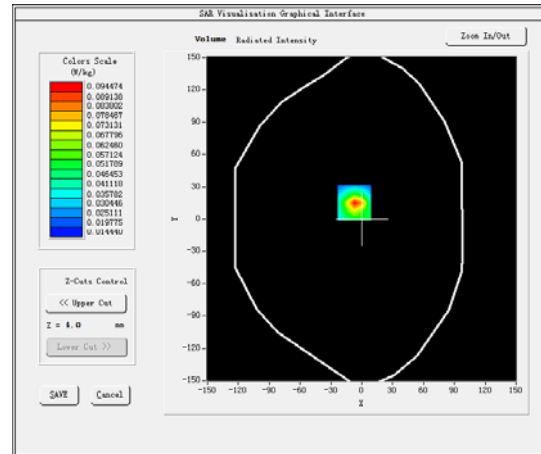 SAR Visualisation Graphical Interface
Volume Radiated Intensity
Zoom In/Out
Colors Scale
(W/kg)
0.094474
0.089138
0.083802
0.078467
0.073131
0.067796
0.062460
0.057124
0.051789
0.046453
0.041118
0.035782
0.030446
0.025111
0.019775
0.014440
Z-Cuts Control
<< Upper Cut
Z = 4.0 mm
Lower Cut >>
SAVE Cancel
150
120
90
60
30
0
-30
-60
-90
-120
-150
Y
-150 -120 -90 -60 -30 0 30 60 90 120 150
X